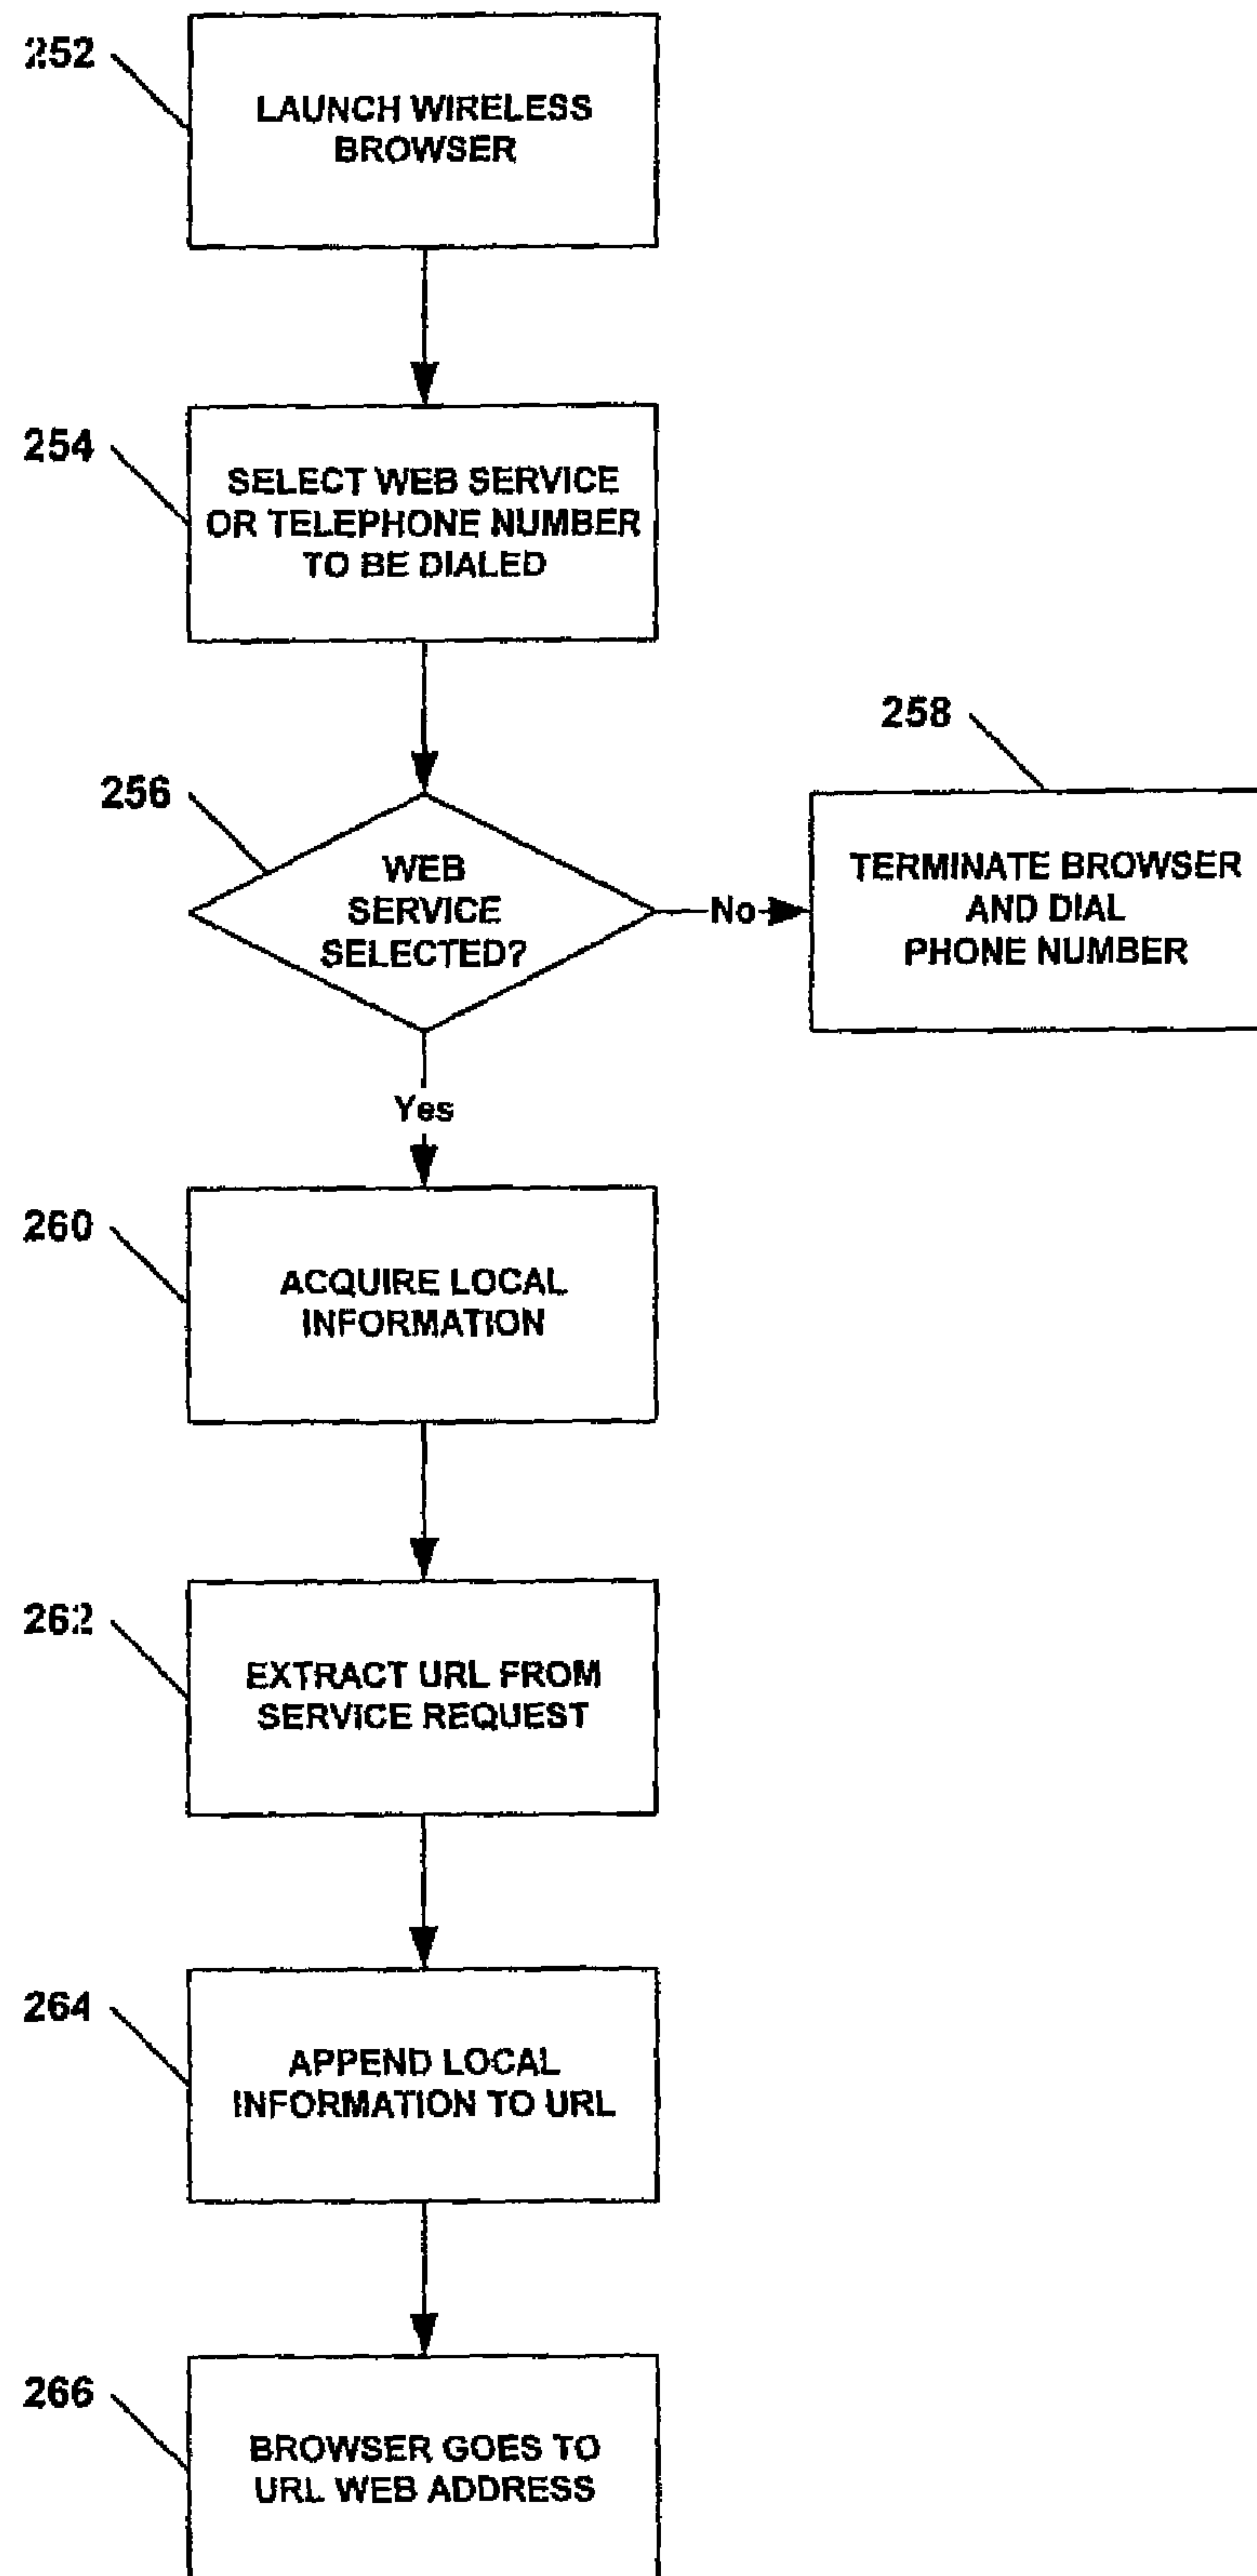 252
LAUNCH WIRELESS
BROWSER
254
SELECT WEB SERVICE
OR TELEPHONE NUMBER
TO BE DIALED
256
WEB
SERVICE
SELECTED?
No
258
TERMINATE BROWSER
AND DIAL
PHONE NUMBER
Yes
260
ACQUIRE LOCAL
INFORMATION
262
EXTRACT URL FROM
SERVICE REQUEST
264
APPEND LOCAL
INFORMATION TO URL
266
BROWSER GOES TO
URL WEB ADDRESS